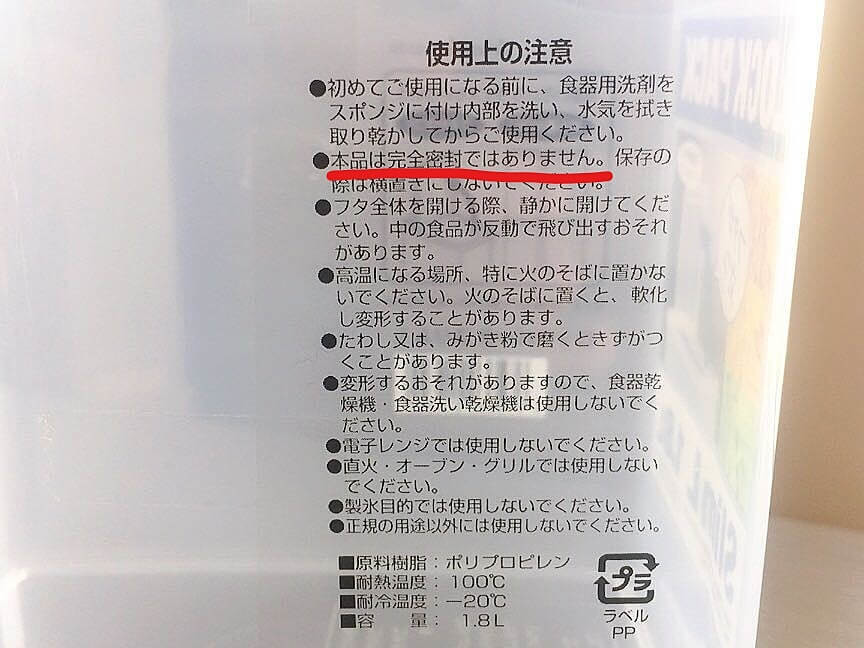 使用上の注意
●初めてご使用になる前に、食器用洗剤を
スポンジに付け内部を洗い、水気を拭き
取り乾かしてからご使用ください。
●本品は完全密封ではありません。保存の
際は横置きにしないでください。
●フタ全体を開ける際、静かに開けてくだ
さい。中の食品が反動で飛び出すおそれ
があります。
●高温になる場所、特に火のそばに置かな
いでください。火のそばに置くと、軟化
し変形することがあります。
●たわし又は、みがき粉で磨くときずがつ
くことがあります。
●変形するおそれがありますので、食器乾
燥機・食器洗い乾燥機は使用しないでく
ださい。
●電子レンジでは使用しないでください。
●直火・オーブン・グリルでは使用しない
でください。
●製氷目的では使用しないでください。
●正規の用途以外には使用しないでください。
■原料樹脂：ポリプロピレン
■耐熱温度：100℃
■耐冷温度：－20℃
■容　量：1.8L
プラ
ラベル
PP
LOCK PACK